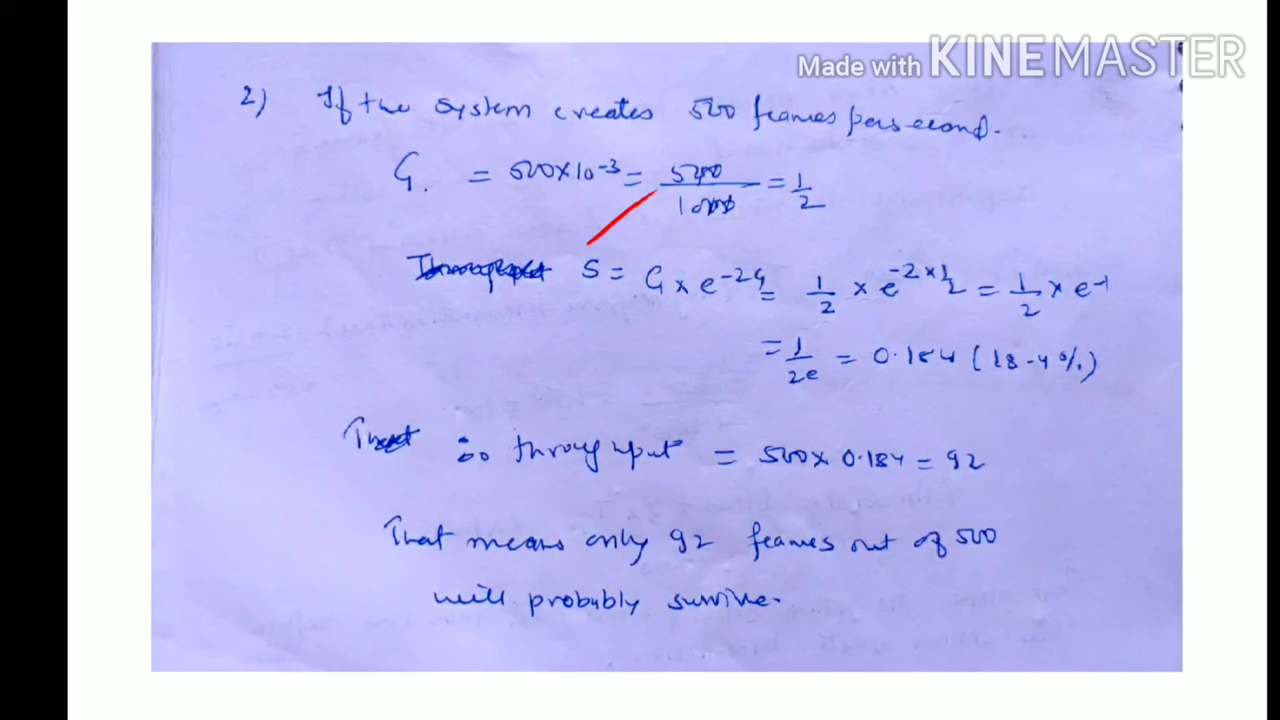 Made with KINEMASTER
2) If the system creates 500 frames per second.
G. = 500×10⁻³ = 500/1000 = 1/2
S = G × e⁻²ᴳ = 1/2 × e^(-2×1/2) = 1/2 × e⁻¹
= 1/2e = 0.184 (18.4%)
∴ throughput = 500 × 0.184 = 92
That means only 92 frames out of 500
will probably survive.